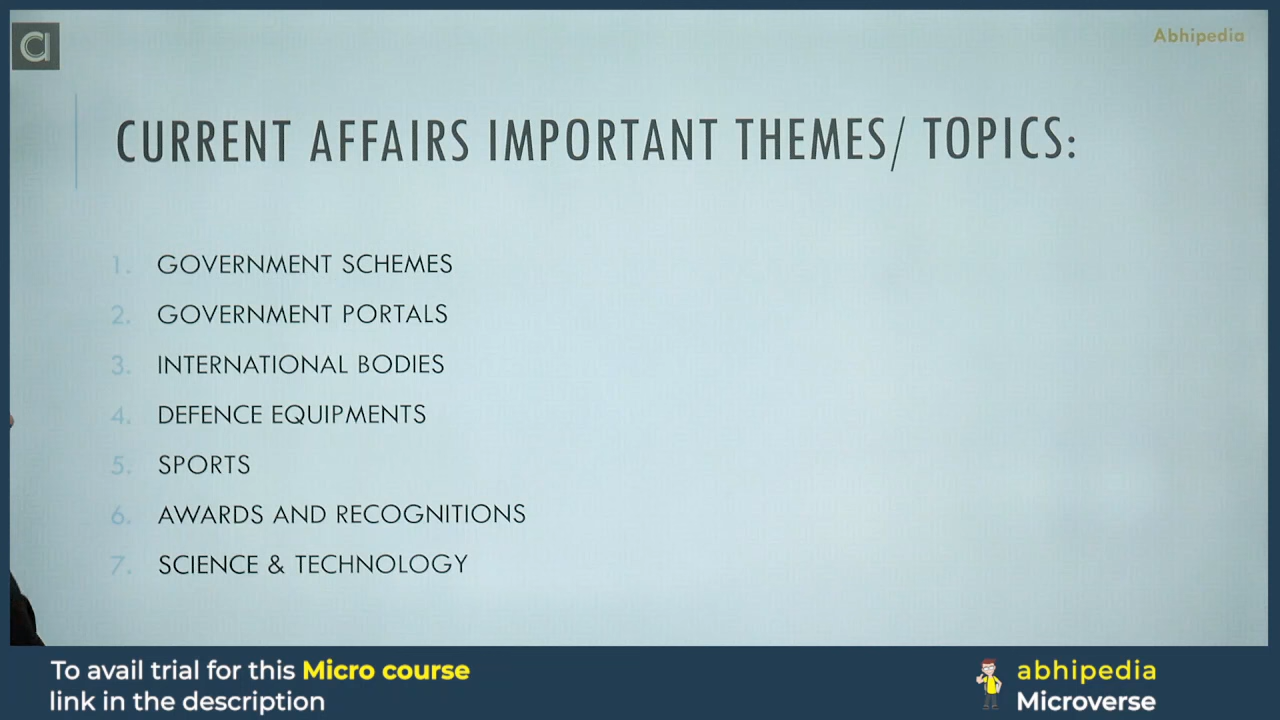 Abhipedia
CURRENT AFFAIRS IMPORTANT THEMES/ TOPICS:
1. GOVERNMENT SCHEMES
2. GOVERNMENT PORTALS
3. INTERNATIONAL BODIES
4. DEFENCE EQUIPMENTS
5. SPORTS
6. AWARDS AND RECOGNITIONS
7. SCIENCE & TECHNOLOGY
To avail trial for this Micro course
link in the description
abhipedia
Microverse